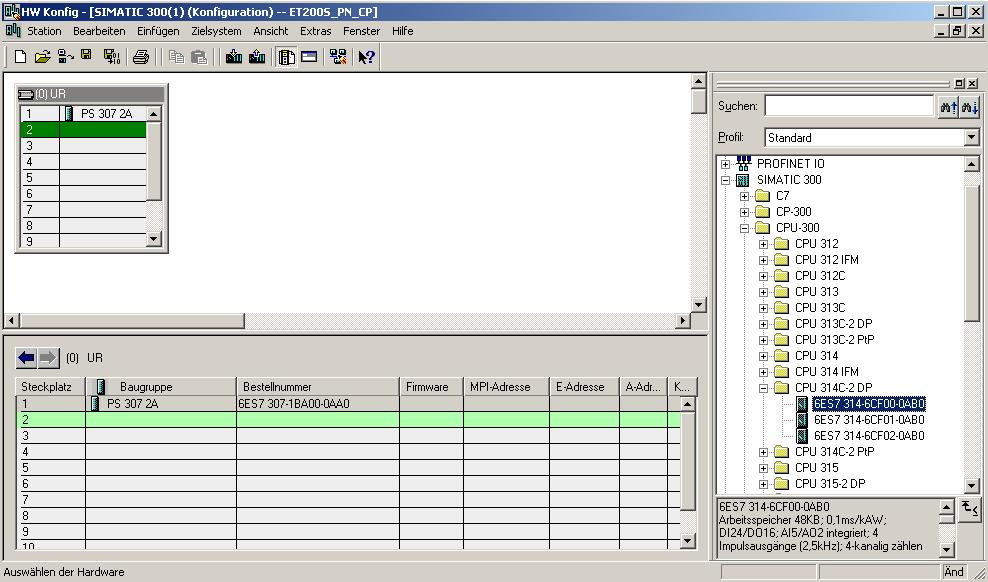 HW Konfig - [SIMATIC 300(1) (Konfiguration) -- ET200S_PN_CP]
Station Bearbeiten Einfügen Zielsystem Ansicht Extras Fenster Hilfe
(0) UR
1 PS 307 2A
2
3
4
5
6
7
8
9
Suchen:
Profil: Standard
PROFINET IO
SIMATIC 300
C7
CP-300
CPU-300
CPU 312
CPU 312 IFM
CPU 312C
CPU 313
CPU 313C
CPU 313C-2 DP
CPU 313C-2 PtP
CPU 314
CPU 314 IFM
CPU 314C-2 DP
6ES7 314-6CF00-0AB0
6ES7 314-6CF01-0AB0
6ES7 314-6CF02-0AB0
CPU 314C-2 PtP
CPU 315
CPU 315-2 DP
(0) UR
Steckplatz Baugruppe Bestellnummer Firmware MPI-Adresse E-Adresse A-Adr... K...
1 PS 307 2A 6ES7 307-1BA00-0AA0
2
3
4
5
6
7
8
9
10
6ES7 314-6CF00-0AB0
Arbeitsspeicher 48KB; 0,1ms/kAW;
DI24/DO16; AI5/AO2 integriert; 4
Impulsausgänge (2,5kHz); 4-kanalig zählen
Auswählen der Hardware
Änd